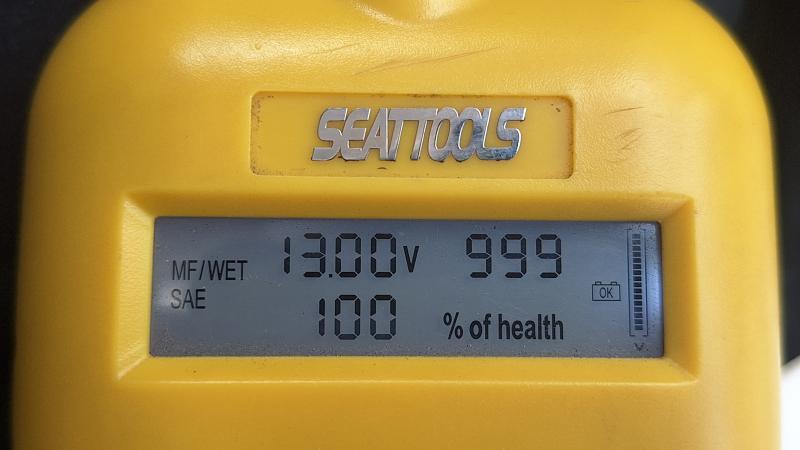 SEATTOOLS
MF/WET 13.00V 999
SAE 100 % of health
OK
V